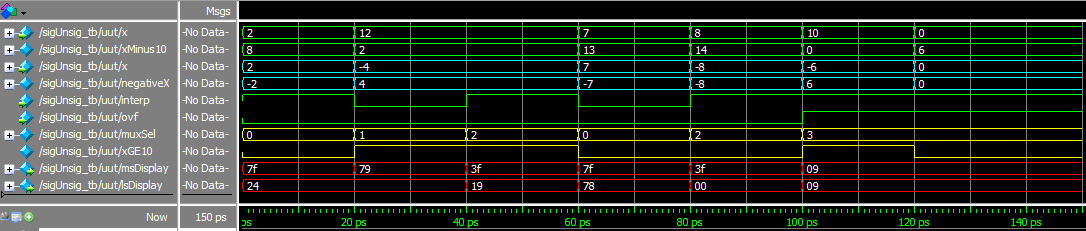 Msgs
/sigUnsig_tb/uut/x -No Data- 2 12 7 8 10 0
/sigUnsig_tb/uut/xMinus10 -No Data- 8 2 13 14 0 6
/sigUnsig_tb/uut/x -No Data- 2 -4 7 -8 -6 0
/sigUnsig_tb/uut/negativeX -No Data- -2 4 -7 -8 6 0
/sigUnsig_tb/uut/interp -No Data-
/sigUnsig_tb/uut/ovf -No Data-
/sigUnsig_tb/uut/muxSel -No Data- 0 1 2 0 2 3
/sigUnsig_tb/uut/xGE10 -No Data-
/sigUnsig_tb/uut/msDisplay -No Data- 7f 79 3f 7f 3f 09
/sigUnsig_tb/uut/lsDisplay -No Data- 24 19 78 00 09
Now 150 ps ps 20 ps 40 ps 60 ps 80 ps 100 ps 120 ps 140 ps